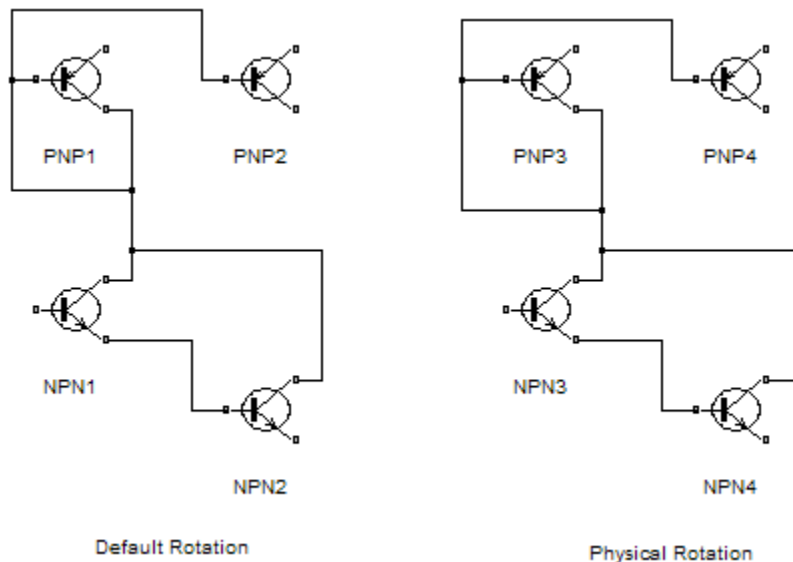 PNP1
PNP2
PNP3
PNP4
NPN1
NPN3
NPN2
NPN4
Default Rotation
Physical Rotation